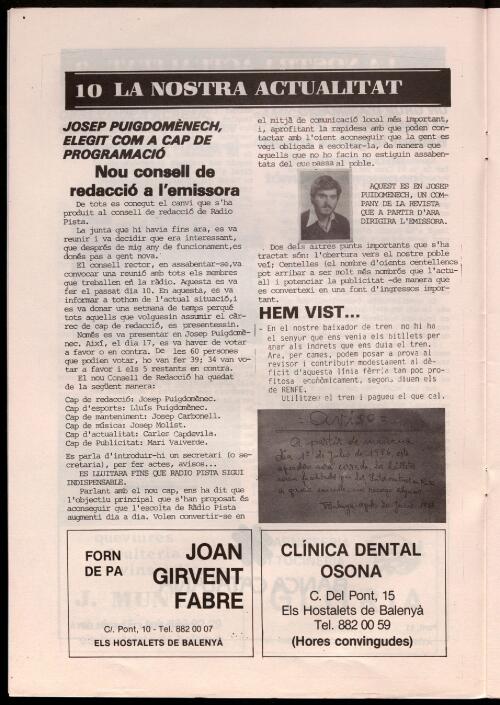 10 LA NOSTRA ACTUALITAT
JOSEP PUIGDOMÈNECH,
ELEGIT COM A CAP DE
PROGRAMACIÓ
Nou consell de
redacció a l'emissora
De tots es conegut el canvi que s'ha
produit al consell de redacció de Radio
Pista.
La junta que hi havia fins ara, es va
reunir i va decidir que era interessant,
que després de mig any de funcionament,es
donés pas a gent nova.
El consell rector, en assabentar-se,va
convocar una reunió amb tots els membres
que treballen en la ràdio. Aquesta es va
fer el passat dia 10. En aquesta, es va
informar a tothom de l'actual situació,i
es va donar una setmana de temps perquè
tots aquells que volguesin assumir el càr-
rec de cap de redacció, es presentessin.
Només es va presentar en Josep Puigdomè-
nec. Així, el dia 17, es va haver de votar
a favor o en contra. De les 60 persones
que podien votar, ho van fer 39; 34 van vo-
tar a favor i els 5 restants en contra.
El nou Consell de Redacció ha quedat
de la següent manera:
Cap de redacció: Josep Puigdomènec.
Cap d'esports: Lluís Puigdomènec.
Cap de manteniment: Josep Carbonell.
Cap de música: Josep Molist.
Cap d'actualitat: Carles Capdevila.
Cap de Publicitat: Mari Valverde.
Es parla d'introduir-hi un secretari (o se-
cretaria), per fer actes, avisos...
ES LLUITARA FINS QUE RADIO PISTA SIGUI
INDISPENSABLE.
Parlant amb el nou cap, ens ha dit que
l'objectiu principal que s'han proposat és
aconseguir que l'escolta de Ràdio Pista
augmenti dia a dia. Volen convertir-se en
el mitjà de comunicació local més important,
i, aprofitant la rapidesa amb que poden con-
tactar amb l'oient aconseguir que la gent es
vegi obligada a escoltar-la, de manera que
aquells que no ho facin no estiguin assaben-
tats del que passa al poble.
AQUEST ES EN JOSEP
PUIDOMENEC, UN COM-
PANY DE LA REVISTA
QUE A PARTIR D'ARA
DIRIGIRA L'EMISSORA.
Dos dels altres punts importants que s'ha
tractat són: l'obertura vers el nostre poble
veí; Centelles (el nombre d'oients centellencs
pot arribar a ser molt més nombrós que l'actu-
all i potenciar la publicitat -de manera que
es converteixi en una font d'ingressos impor-
tant.
HEM VIST...
- En el nostre baixador de tren no hi ha
el senyor que ens venia els bitllets per
anar als indrets que ens duia el tren.
Ara, per cames, podem posar a prova al
revisor i contribuir modestament al dè-
ficit d'aquesta línia fèrria tan poc pro-
fitosa econòmicament, segons diuen els
de RENFE.
Utilitzeu el tren i pagueu el que cal.
Aviso
A partir de mañana
día 1º de Julio de 1986, este
FORN
DE PA
JOAN
GIRVENT
FABRE
C/. Pont, 10 - Tel. 882 00 07
ELS HOSTALETS DE BALENYÀ
CLÍNICA DENTAL
OSONA
C. Del Pont, 15
Els Hostalets de Balenyà
Tel. 882 00 59
(Hores convingudes)